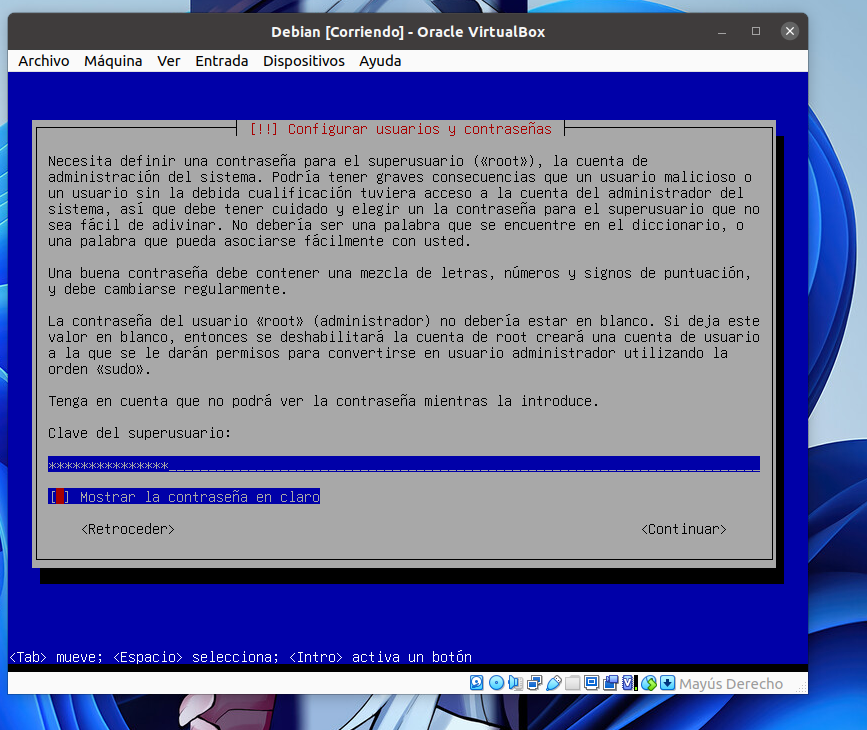 Debian [Corriendo] - Oracle VirtualBox
Archivo Máquina Ver Entrada Dispositivos Ayuda
[!!] Configurar usuarios y contraseñas
Necesita definir una contraseña para el superusuario («root»), la cuenta de
administración del sistema. Podría tener graves consecuencias que un usuario malicioso o
un usuario sin la debida cualificación tuviera acceso a la cuenta del administrador del
sistema, así que debe tener cuidado y elegir un la contraseña para el superusuario que no
sea fácil de adivinar. No debería ser una palabra que se encuentre en el diccionario, o
una palabra que pueda asociarse fácilmente con usted.
Una buena contraseña debe contener una mezcla de letras, números y signos de puntuación,
y debe cambiarse regularmente.
La contraseña del usuario «root» (administrador) no debería estar en blanco. Si deja este
valor en blanco, entonces se deshabilitará la cuenta de root creará una cuenta de usuario
a la que se le darán permisos para convertirse en usuario administrador utilizando la
orden «sudo».
Tenga en cuenta que no podrá ver la contraseña mientras la introduce.
Clave del superusuario:
***************
[ ] Mostrar la contraseña en claro
<Retroceder> <Continuar>
<Tab> mueve; <Espacio> selecciona; <Intro> activa un botón
Mayús Derecho